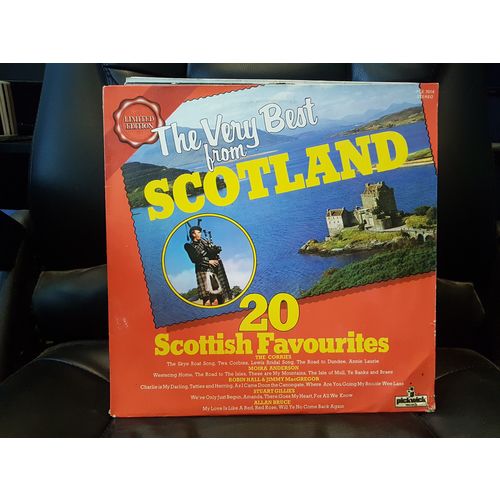 PLE 7014
STEREO
LIMITED
EDITION
The Very Best
from
SCOTLAND
20
Scottish Favourites
THE CORRIES
The Skye Boat Song, Twa Corbies, Lewis Bridal Song, The Road to Dundee, Annie Laurie
MOIRA ANDERSON
Westering Home, The Road to The Isles, These are My Mountains, The Isle of Mull, Ye Banks and Braes
ROBIN HALL & JIMMY MacGREGOR
Charlie is My Darling, Tatties and Herring, As I Came Doon the Canongate, Where Are You Going My Bonnie Wee Lass
STUART GILLIES
We've Only Just Begun, Amanda, There Goes My Heart, For All We Know
ALLAN BRUCE
My Love Is Like A Red, Red Rose, Will Ye No Come Back Again
pickwick